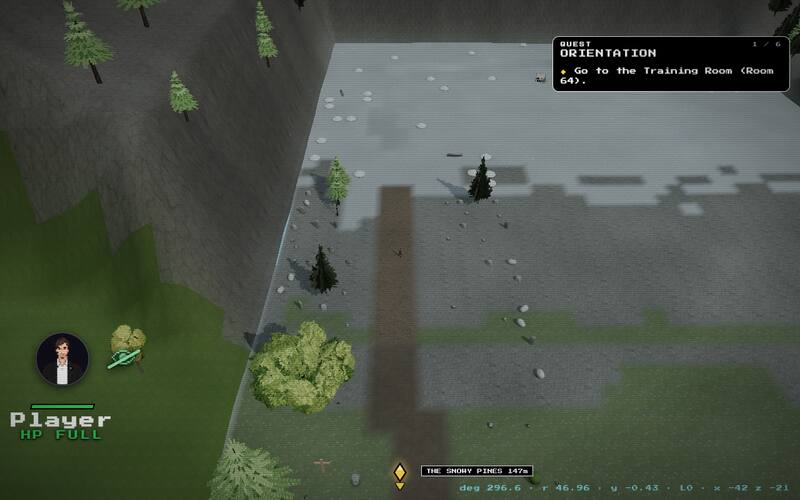 QUEST 1 / 6
ORIENTATION
◆ Go to the Training Room (Room
64).
Player
HP FULL
THE SNOWY PINES 147m
deg 296.6 · r 46.96 · y -0.43 · L0 · x -42 z -21